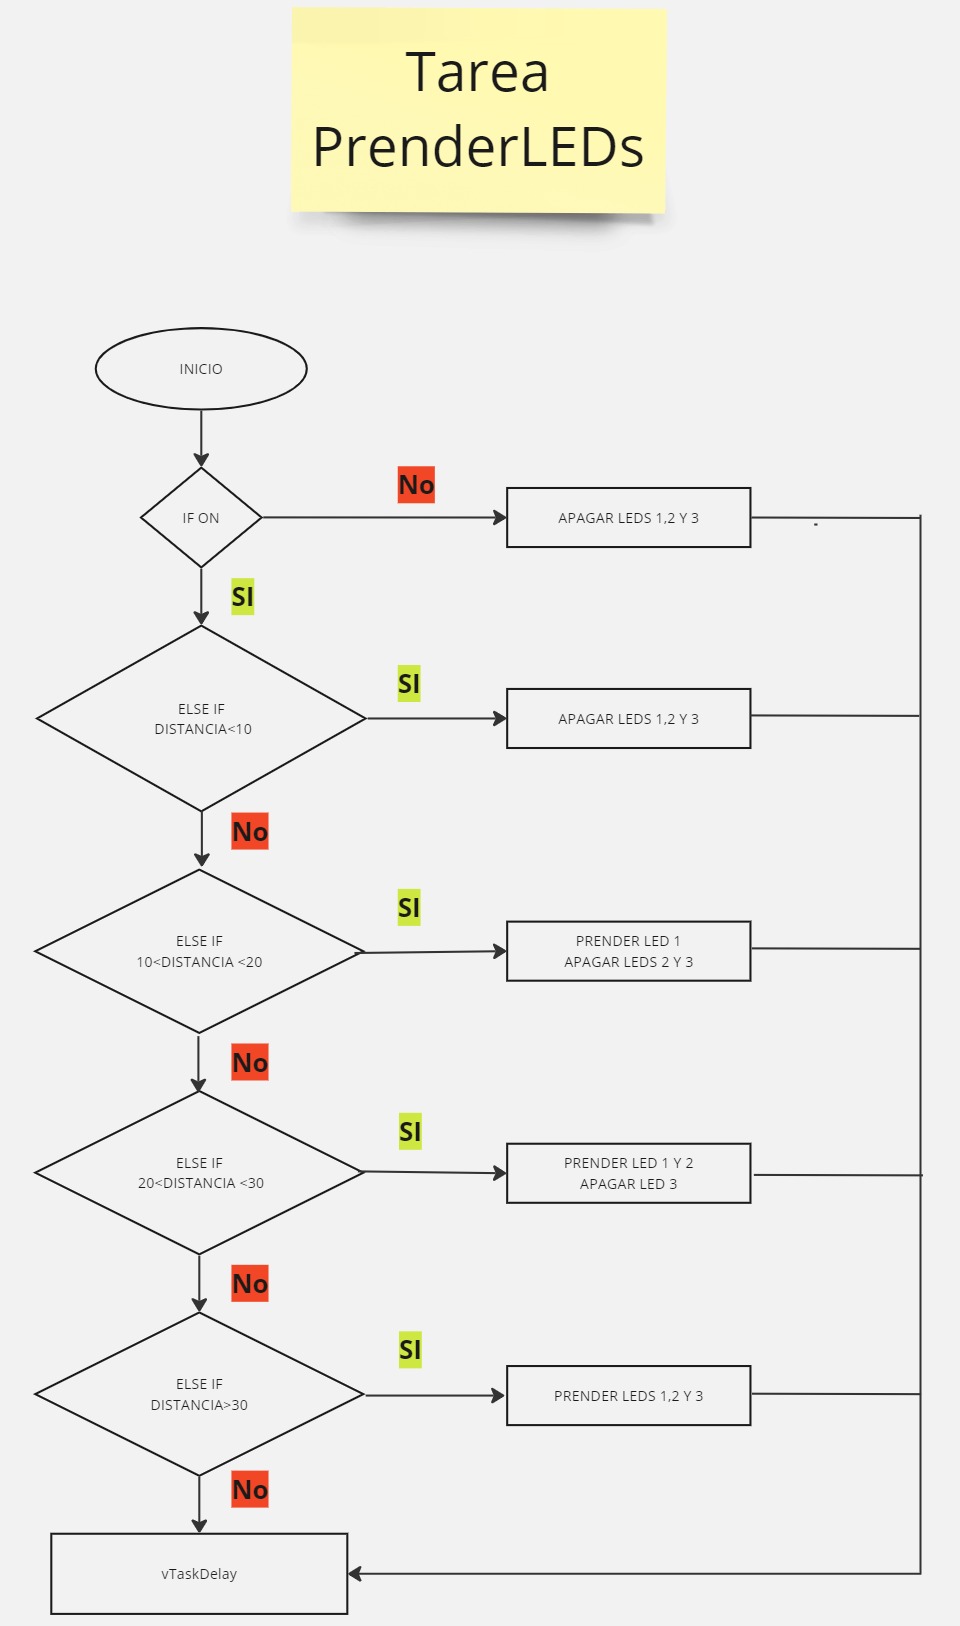 Tarea
PrenderLEDs
INICIO
IF ON
No
APAGAR LEDS 1,2 Y 3
SI
ELSE IF
DISTANCIA<10
SI
APAGAR LEDS 1,2 Y 3
No
ELSE IF
10<DISTANCIA <20
SI
PRENDER LED 1
APAGAR LEDS 2 Y 3
No
ELSE IF
20<DISTANCIA <30
SI
PRENDER LED 1 Y 2
APAGAR LED 3
No
ELSE IF
DISTANCIA>30
SI
PRENDER LEDS 1,2 Y 3
No
vTaskDelay